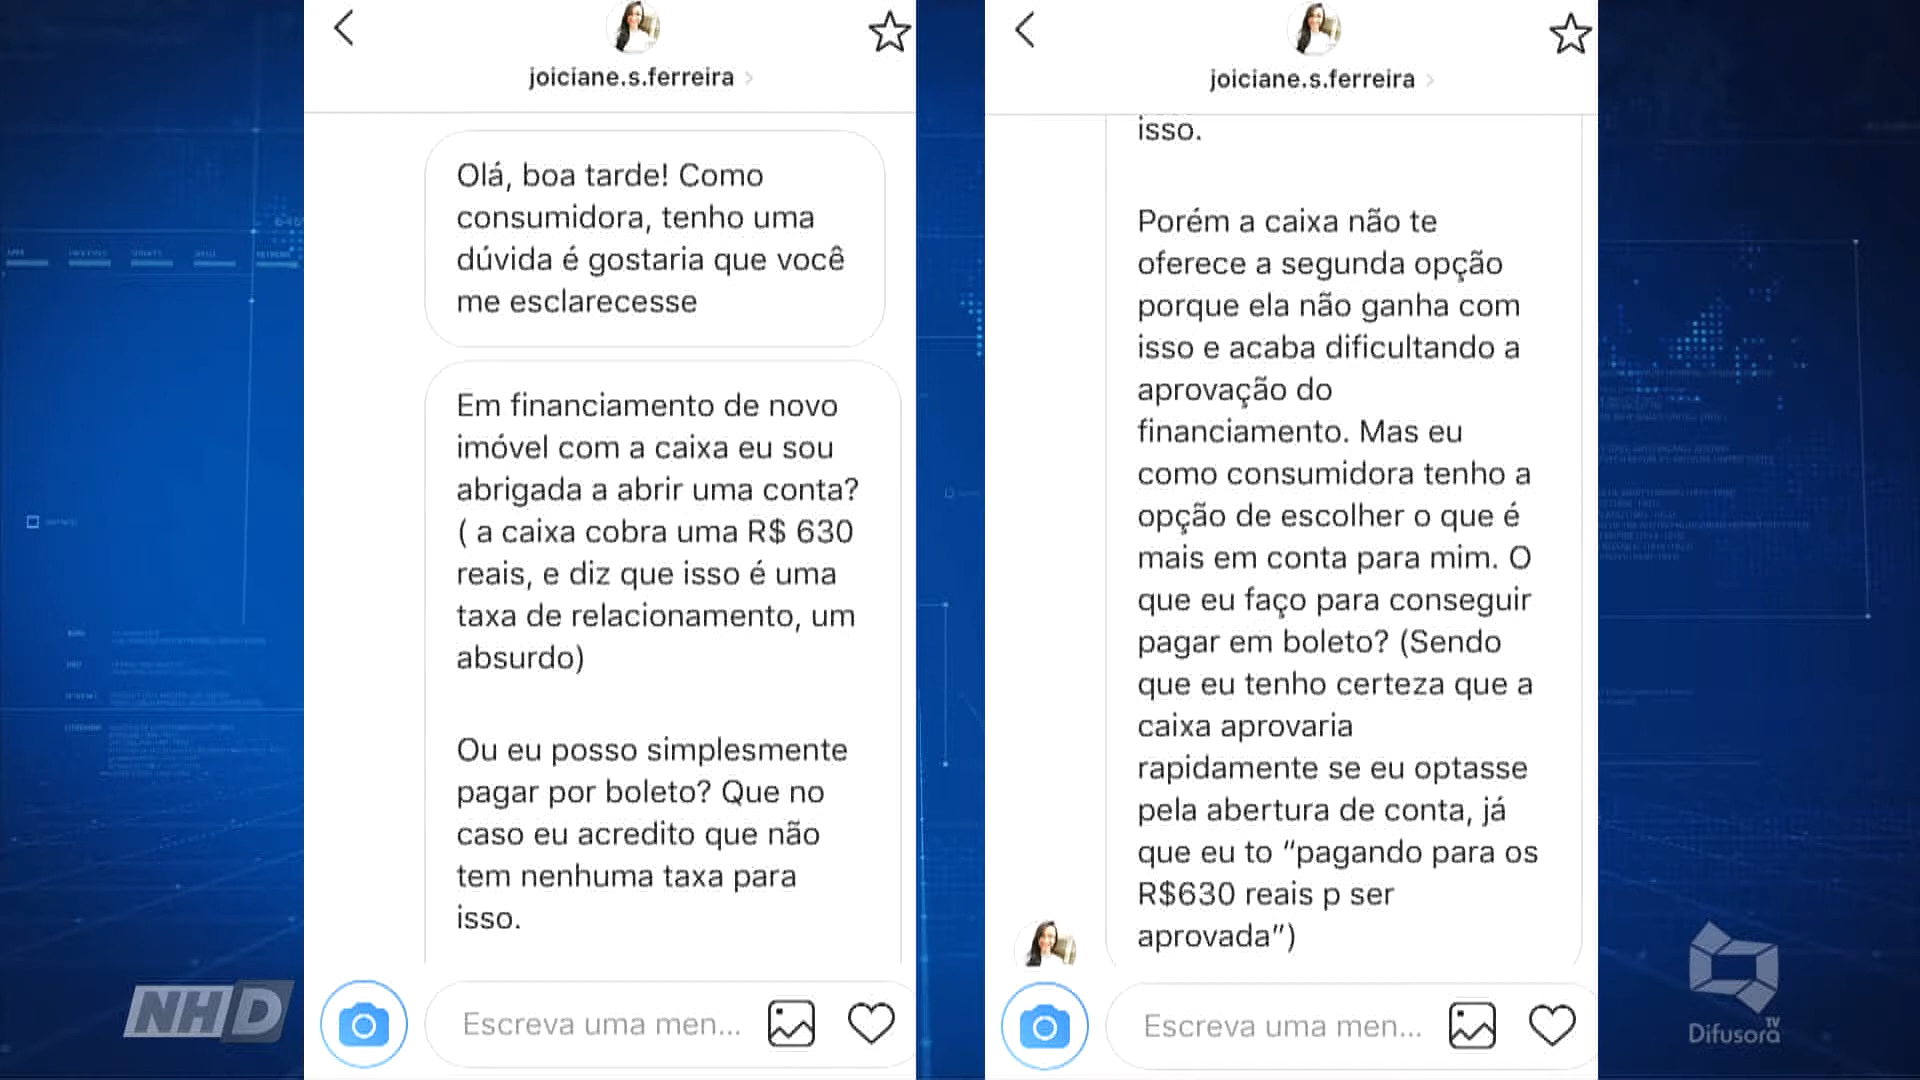 joiciane.s.ferreira
Olá, boa tarde! Como
consumidora, tenho uma
dúvida é gostaria que você
me esclarecesse
Em financiamento de novo
imóvel com a caixa eu sou
abrigada a abrir uma conta?
( a caixa cobra uma R$ 630
reais, e diz que isso é uma
taxa de relacionamento, um
absurdo)
Ou eu posso simplesmente
pagar por boleto? Que no
caso eu acredito que não
tem nenhuma taxa para
isso.
Escreva uma men...
joiciane.s.ferreira
isso.
Porém a caixa não te
oferece a segunda opção
porque ela não ganha com
isso e acaba dificultando a
aprovação do
financiamento. Mas eu
como consumidora tenho a
opção de escolher o que é
mais em conta para mim. O
que eu faço para conseguir
pagar em boleto? (Sendo
que eu tenho certeza que a
caixa aprovaria
rapidamente se eu optasse
pela abertura de conta, já
que eu to “pagando para os
R$630 reais p ser
aprovada”)
Escreva uma men...
NHD
TV
Difusora